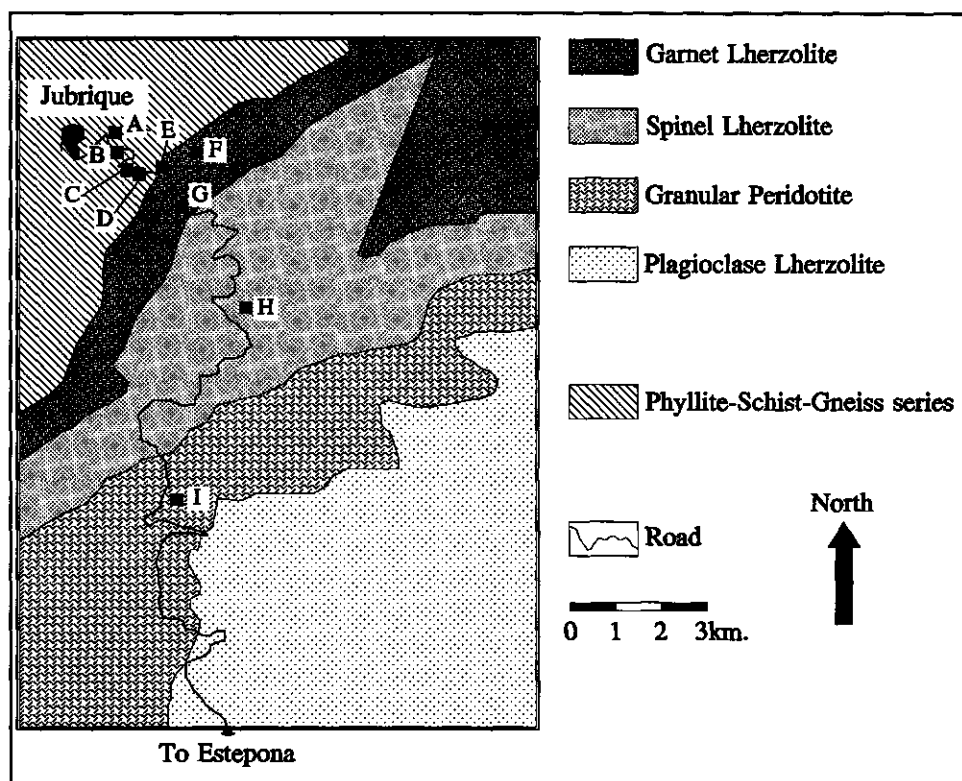 Jubrique
A
E
B
F
C
G
D
H
I
To Estepona
Garnet Lherzolite
Spinel Lherzolite
Granular Peridotite
Plagioclase Lherzolite
Phyllite-Schist-Gneiss series
Road
North
0 1 2 3km.